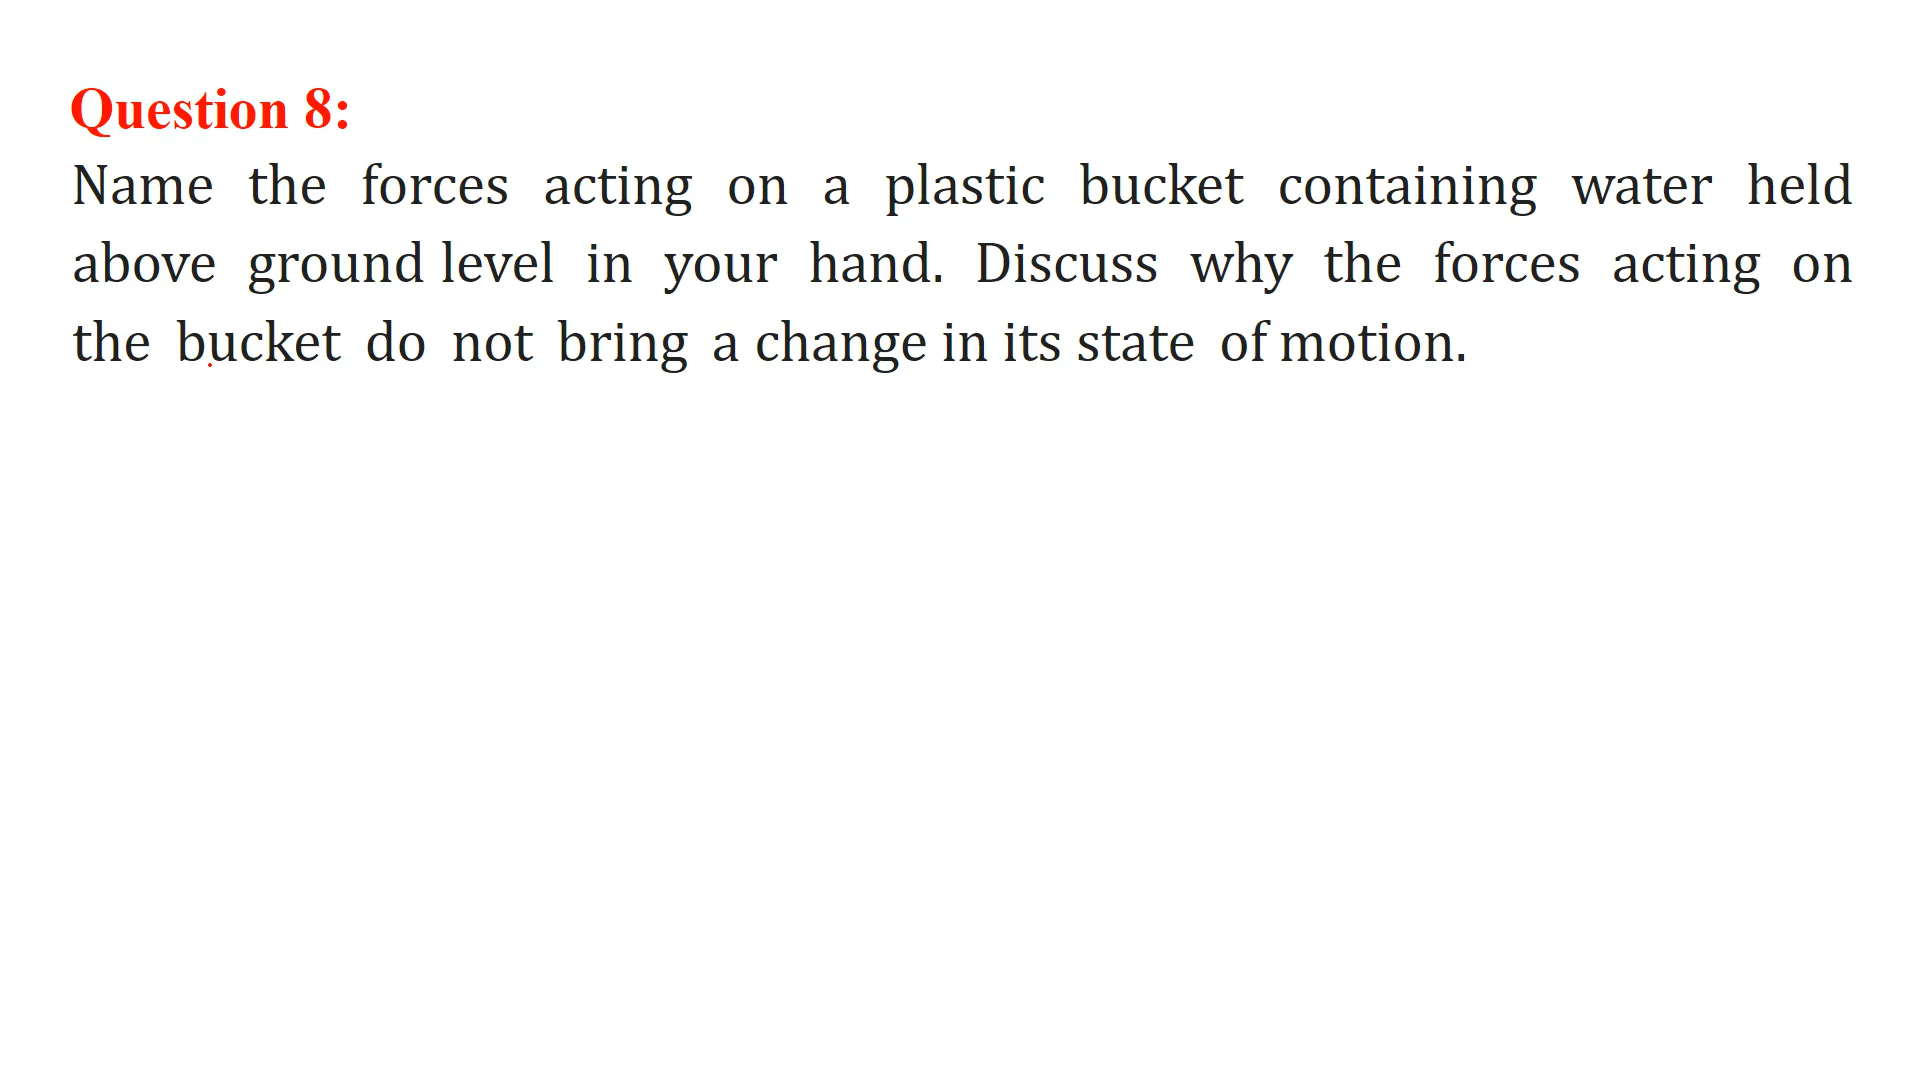 Question 8:
Name the forces acting on a plastic bucket containing water held
above ground level in your hand. Discuss why the forces acting on
the bucket do not bring a change in its state of motion.